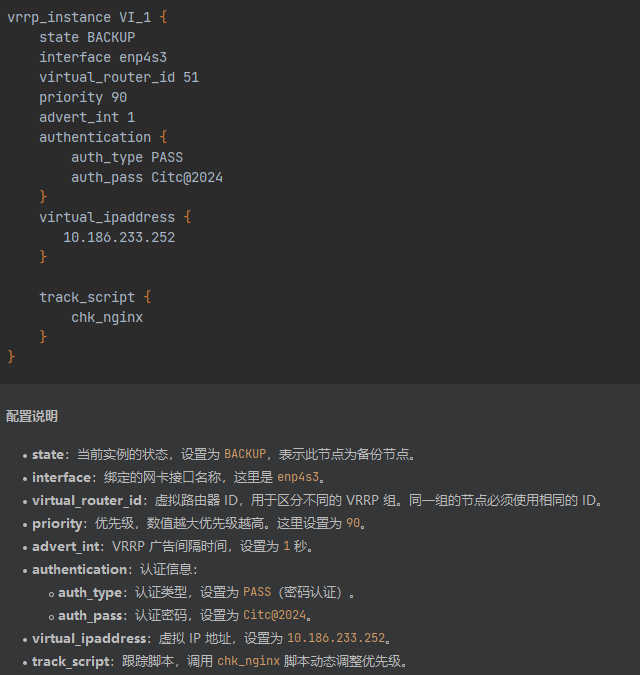 vrrp_instance VI_1 {
    state BACKUP
    interface enp4s3
    virtual_router_id 51
    priority 90
    advert_int 1
    authentication {
        auth_type PASS
        auth_pass Citc@2024
    }
    virtual_ipaddress {
       10.186.233.252
    }

    track_script {
        chk_nginx
    }
}
配置说明
• state：当前实例的状态，设置为 BACKUP，表示此节点为备份节点。
• interface：绑定的网卡接口名称，这里是 enp4s3。
• virtual_router_id：虚拟路由器 ID，用于区分不同的 VRRP 组。同一组的节点必须使用相同的 ID。
• priority：优先级，数值越大优先级越高。这里设置为 90。
• advert_int：VRRP 广告间隔时间，设置为 1 秒。
• authentication：认证信息：
◦ auth_type：认证类型，设置为 PASS（密码认证）。
◦ auth_pass：认证密码，设置为 Citc@2024。
• virtual_ipaddress：虚拟 IP 地址，设置为 10.186.233.252。
• track_script：跟踪脚本，调用 chk_nginx 脚本动态调整优先级。